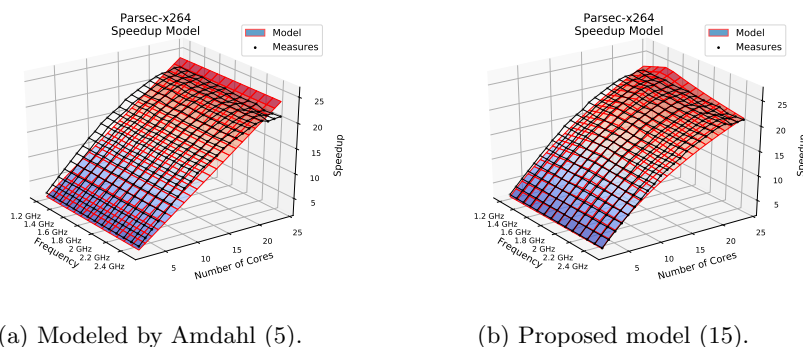 Parsec-x264
Speedup Model
Model
Measures
25
20
15
10
5
Speedup
1.2 GHz
1.4 GHz
1.6 GHz
1.8 GHz
2 GHz
2.2 GHz
2.4 GHz
Frequency
5
10
15
20
25
Number of Cores
(a) Modeled by Amdahl (5).
Parsec-x264
Speedup Model
Model
Measures
25
20
15
10
5
Speedup
1.2 GHz
1.4 GHz
1.6 GHz
1.8 GHz
2 GHz
2.2 GHz
2.4 GHz
Frequency
5
10
15
20
25
Number of Cores
(b) Proposed model (15).